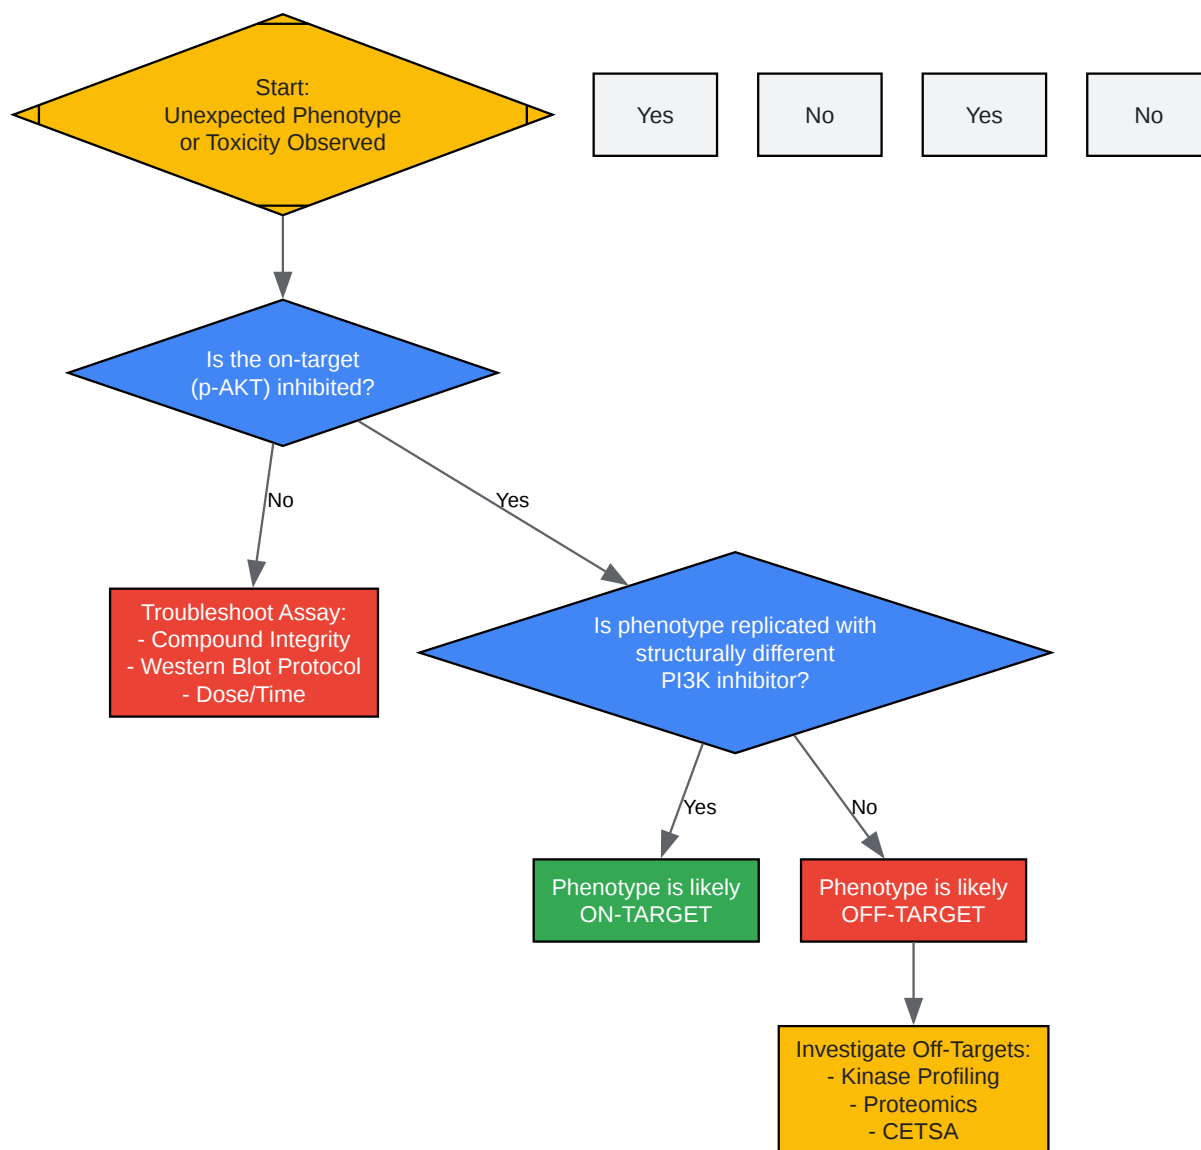 Start:
Unexpected Phenotype
or Toxicity Observed
Yes
No
Yes
No
Is the on-target
(p-AKT) inhibited?
No
Yes
Troubleshoot Assay:
- Compound Integrity
- Western Blot Protocol
- Dose/Time
Is phenotype replicated with
structurally different
PI3K inhibitor?
Yes
No
Phenotype is likely
ON-TARGET
Phenotype is likely
OFF-TARGET
Investigate Off-Targets:
- Kinase Profiling
- Proteomics
- CETSA